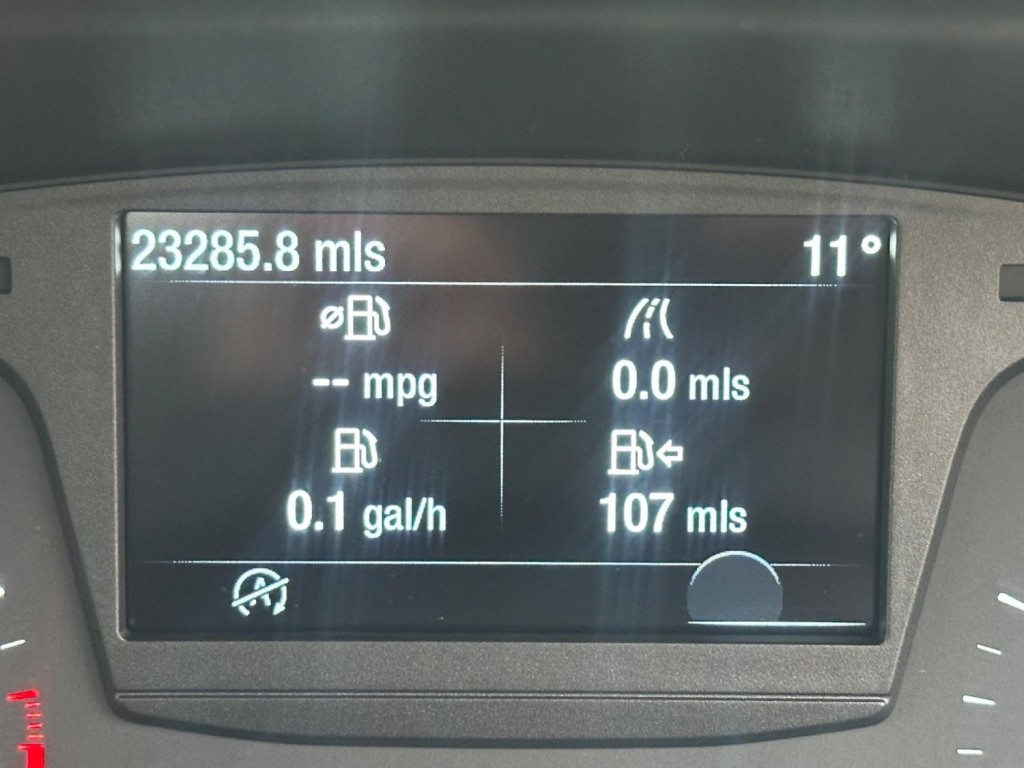 23285.8 mls
11°
-- mpg
0.0 mls
0.1 gal/h
107 mls
A